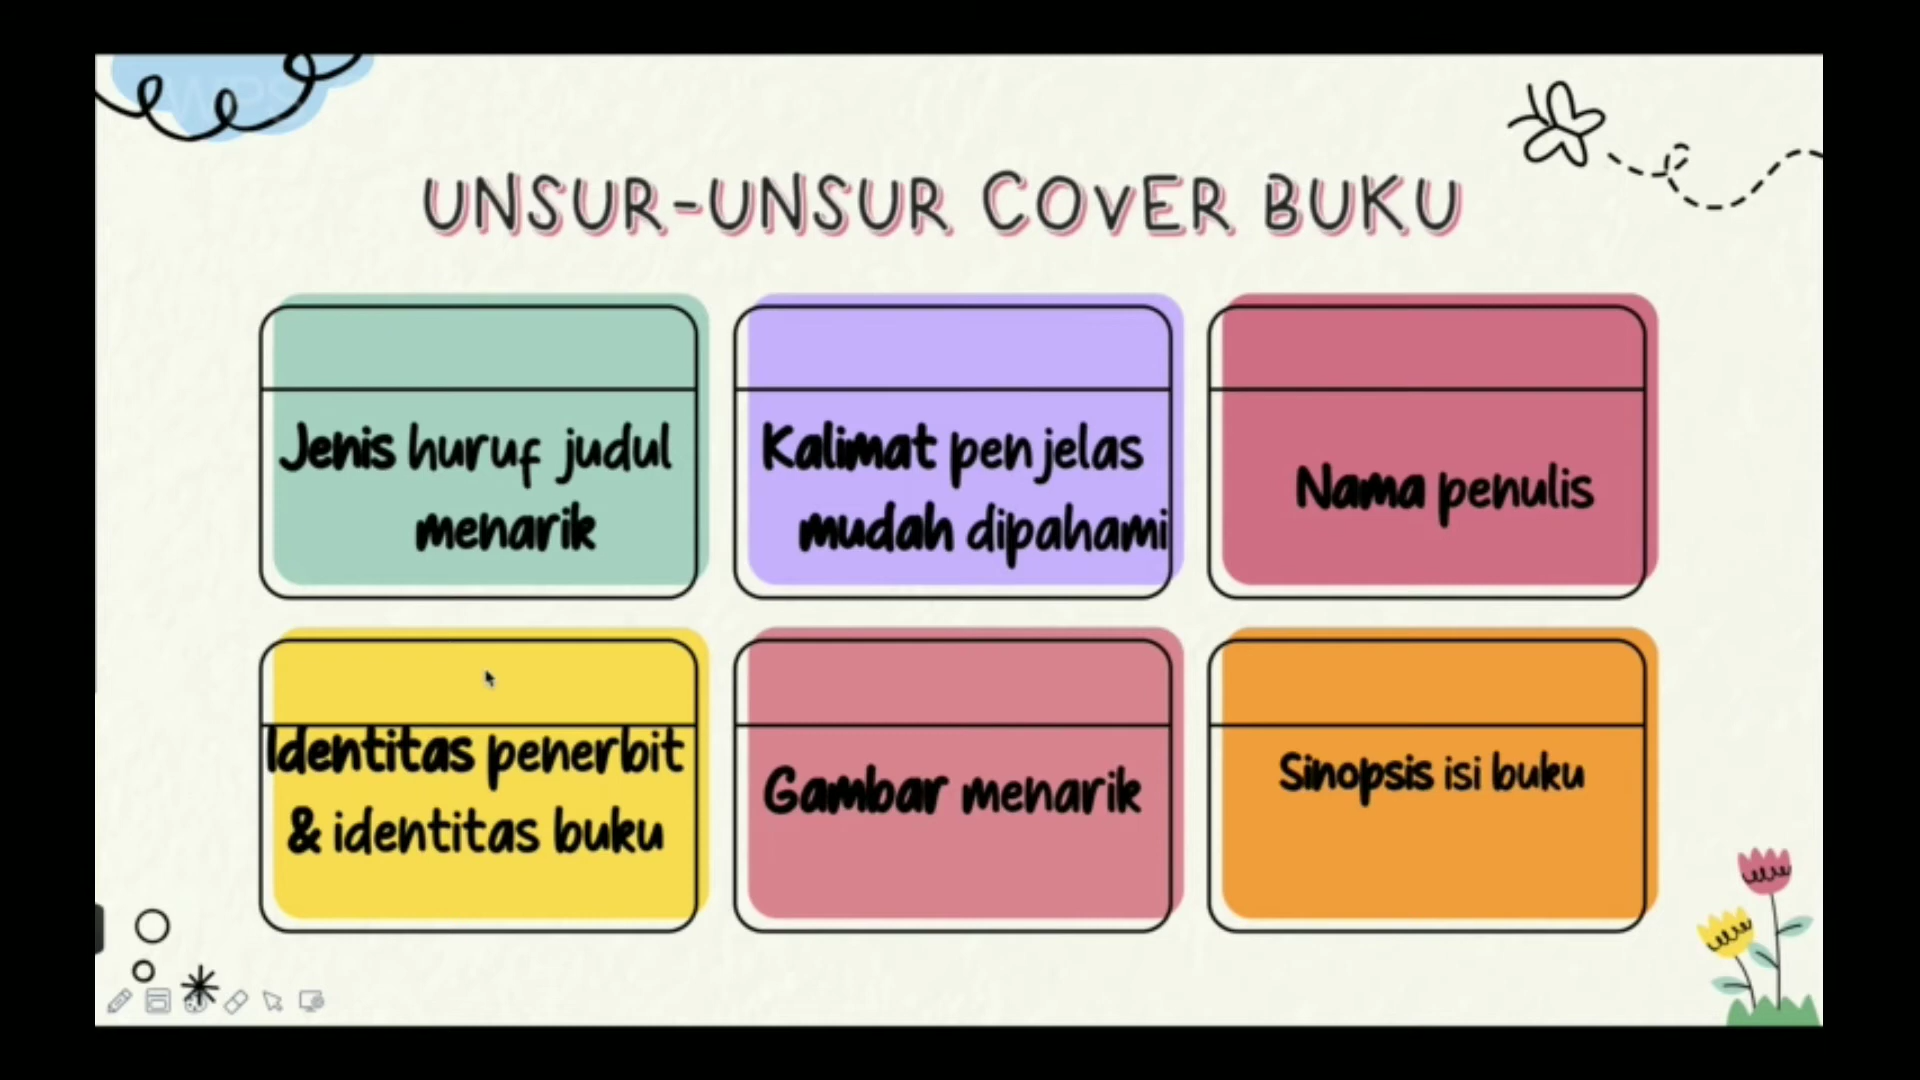 UNSUR-UNSUR COVER BUKU
Jenis huruf judul
menarik
Kalimat penjelas
mudah dipahami
Nama penulis
Identitas penerbit
& identitas buku
Gambar menarik
Sinopsis isi buku